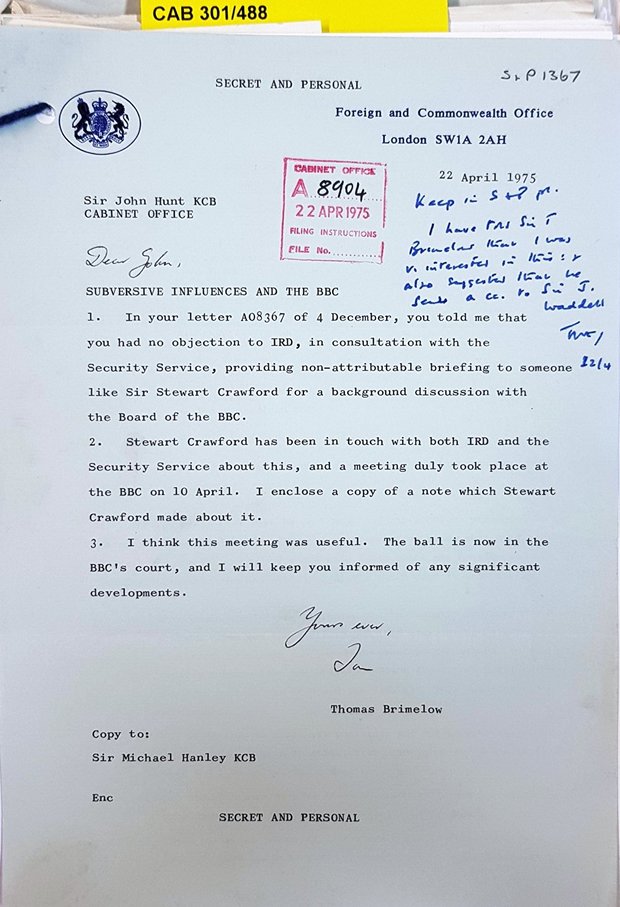 CAB 301/488
S & P 1367
SECRET AND PERSONAL
Foreign and Commonwealth Office
London SW1A 2AH
CABINET OFFICE
A 8904
22 APR 1975
FILING INSTRUCTIONS
FILE No.............
22 April 1975
Sir John Hunt KCB
CABINET OFFICE
Keep in S & P
I have Sir T
Brimelow that I was
v. interested in this: &
also suggested that he
send a cc. to Sir J.
Waddell
22/4
Dear John,
SUBVERSIVE INFLUENCES AND THE BBC
1. In your letter A08367 of 4 December, you told me that
you had no objection to IRD, in consultation with the
Security Service, providing non-attributable briefing to someone
like Sir Stewart Crawford for a background discussion with
the Board of the BBC.
2. Stewart Crawford has been in touch with both IRD and the
Security Service about this, and a meeting duly took place at
the BBC on 10 April. I enclose a copy of a note which Stewart
Crawford made about it.
3. I think this meeting was useful. The ball is now in the
BBC's court, and I will keep you informed of any significant
developments.
Yours ever,
Thomas Brimelow
Copy to:
Sir Michael Hanley KCB
Enc
SECRET AND PERSONAL